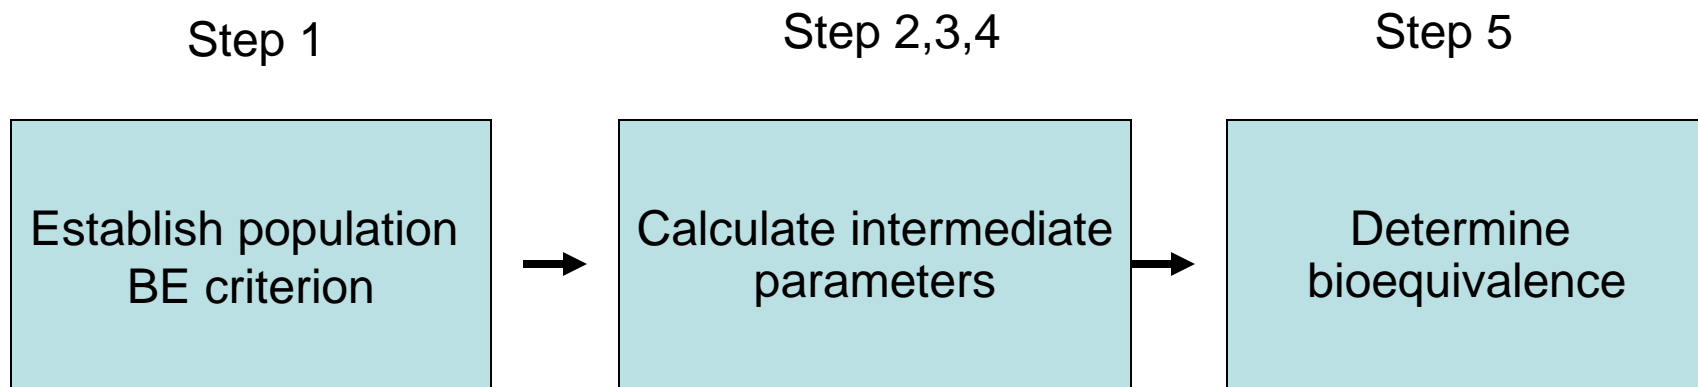 Step 1
Step 2,3,4
Step 5
Establish population
BE criterion
Calculate intermediate
parameters
Determine
bioequivalence